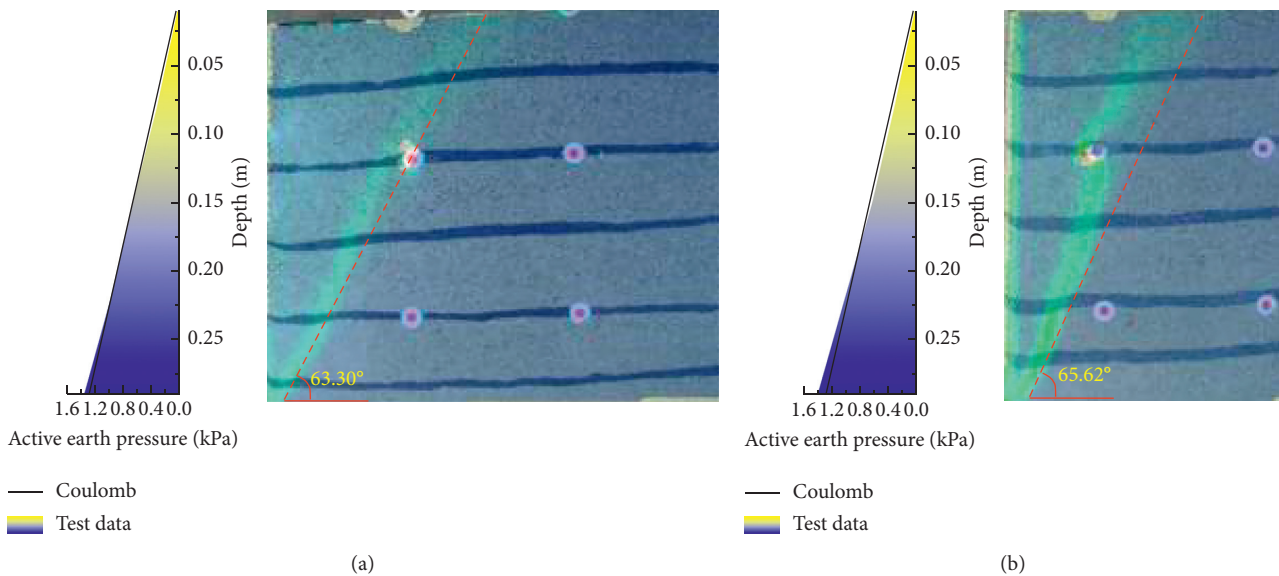 0.05
0.10
0.15
0.20
0.25
Depth (m)
1.6 1.2 0.8 0.4 0.0
Active earth pressure (kPa)
63.30°
Coulomb
Test data
(a)
0.05
0.10
0.15
0.20
0.25
Depth (m)
1.6 1.2 0.8 0.4 0.0
Active earth pressure (kPa)
65.62°
Coulomb
Test data
(b)